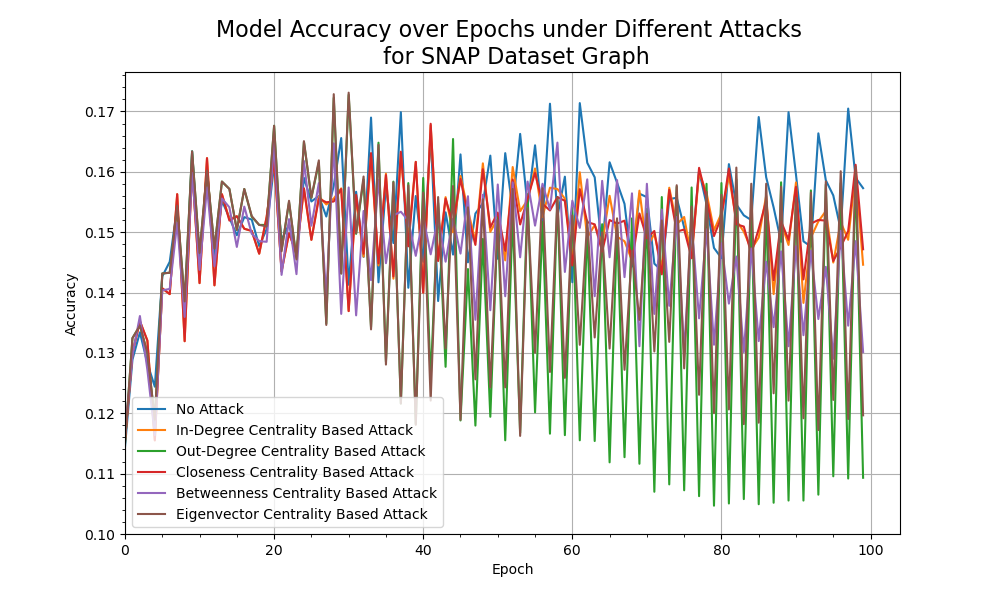 Model Accuracy over Epochs under Different Attacks
for SNAP Dataset Graph
0.17
0.16
0.15
0.14
0.13
0.12
0.11
0.10
Accuracy
No Attack
In-Degree Centrality Based Attack
Out-Degree Centrality Based Attack
Closeness Centrality Based Attack
Betweenness Centrality Based Attack
Eigenvector Centrality Based Attack
0 20 40 60 80 100
Epoch